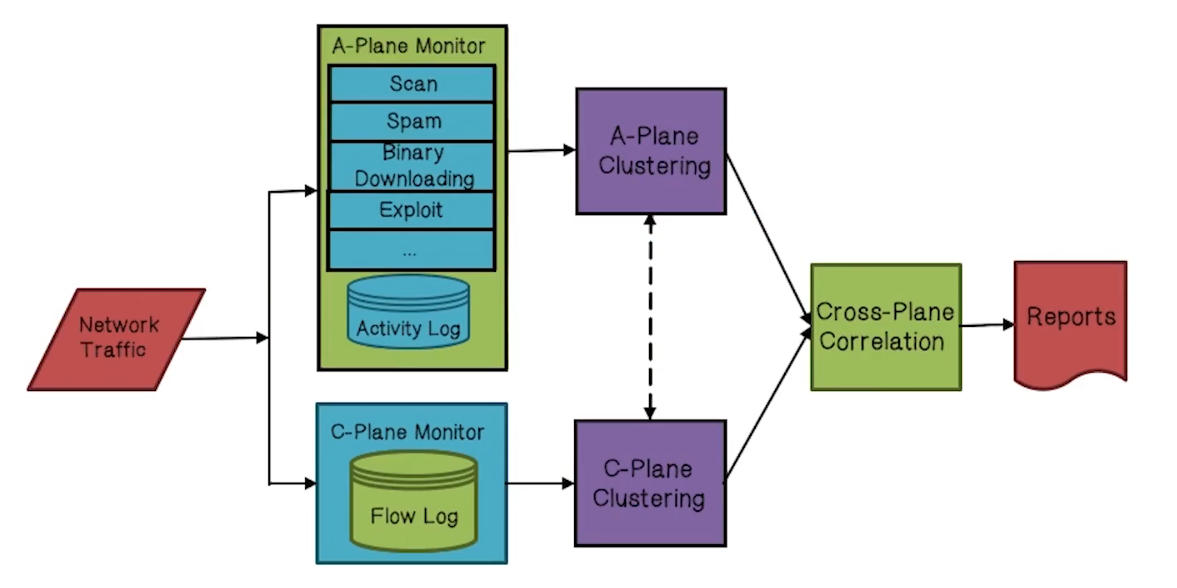 A-Plane Monitor
Scan
Spam
Binary
Downloading
Exploit
...
Activity Log
A-Plane
Clustering
Network
Traffic
Cross-Plane
Correlation
Reports
C-Plane Monitor
Flow Log
C-Plane
Clustering